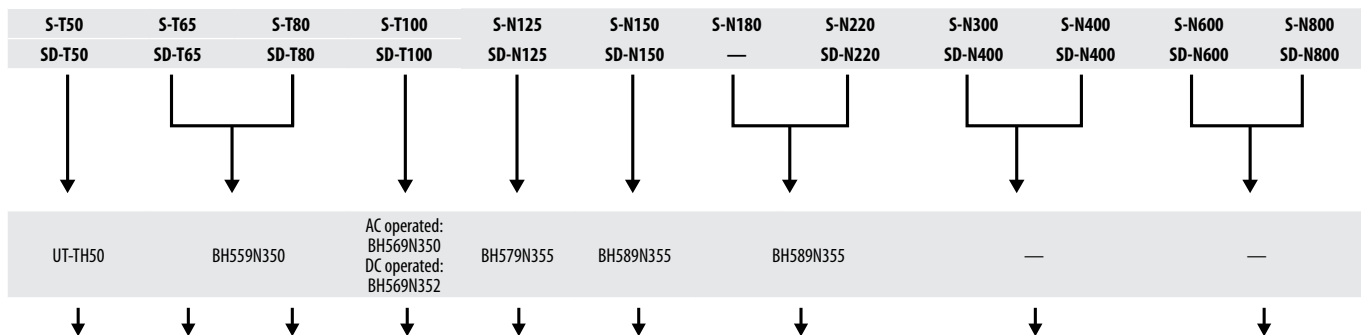 S-T50 S-T65 S-T80 S-T100 S-N125 S-N150 S-N180 S-N220 S-N300 S-N400 S-N600 S-N800
SD-T50 SD-T65 SD-T80 SD-T100 SD-N125 SD-N150 — SD-N220 SD-N400 SD-N400 SD-N600 SD-N800
UT-TH50
BH559N350
AC operated:
BH569N350
DC operated:
BH569N352
BH579N355
BH589N355
BH589N355
—
—